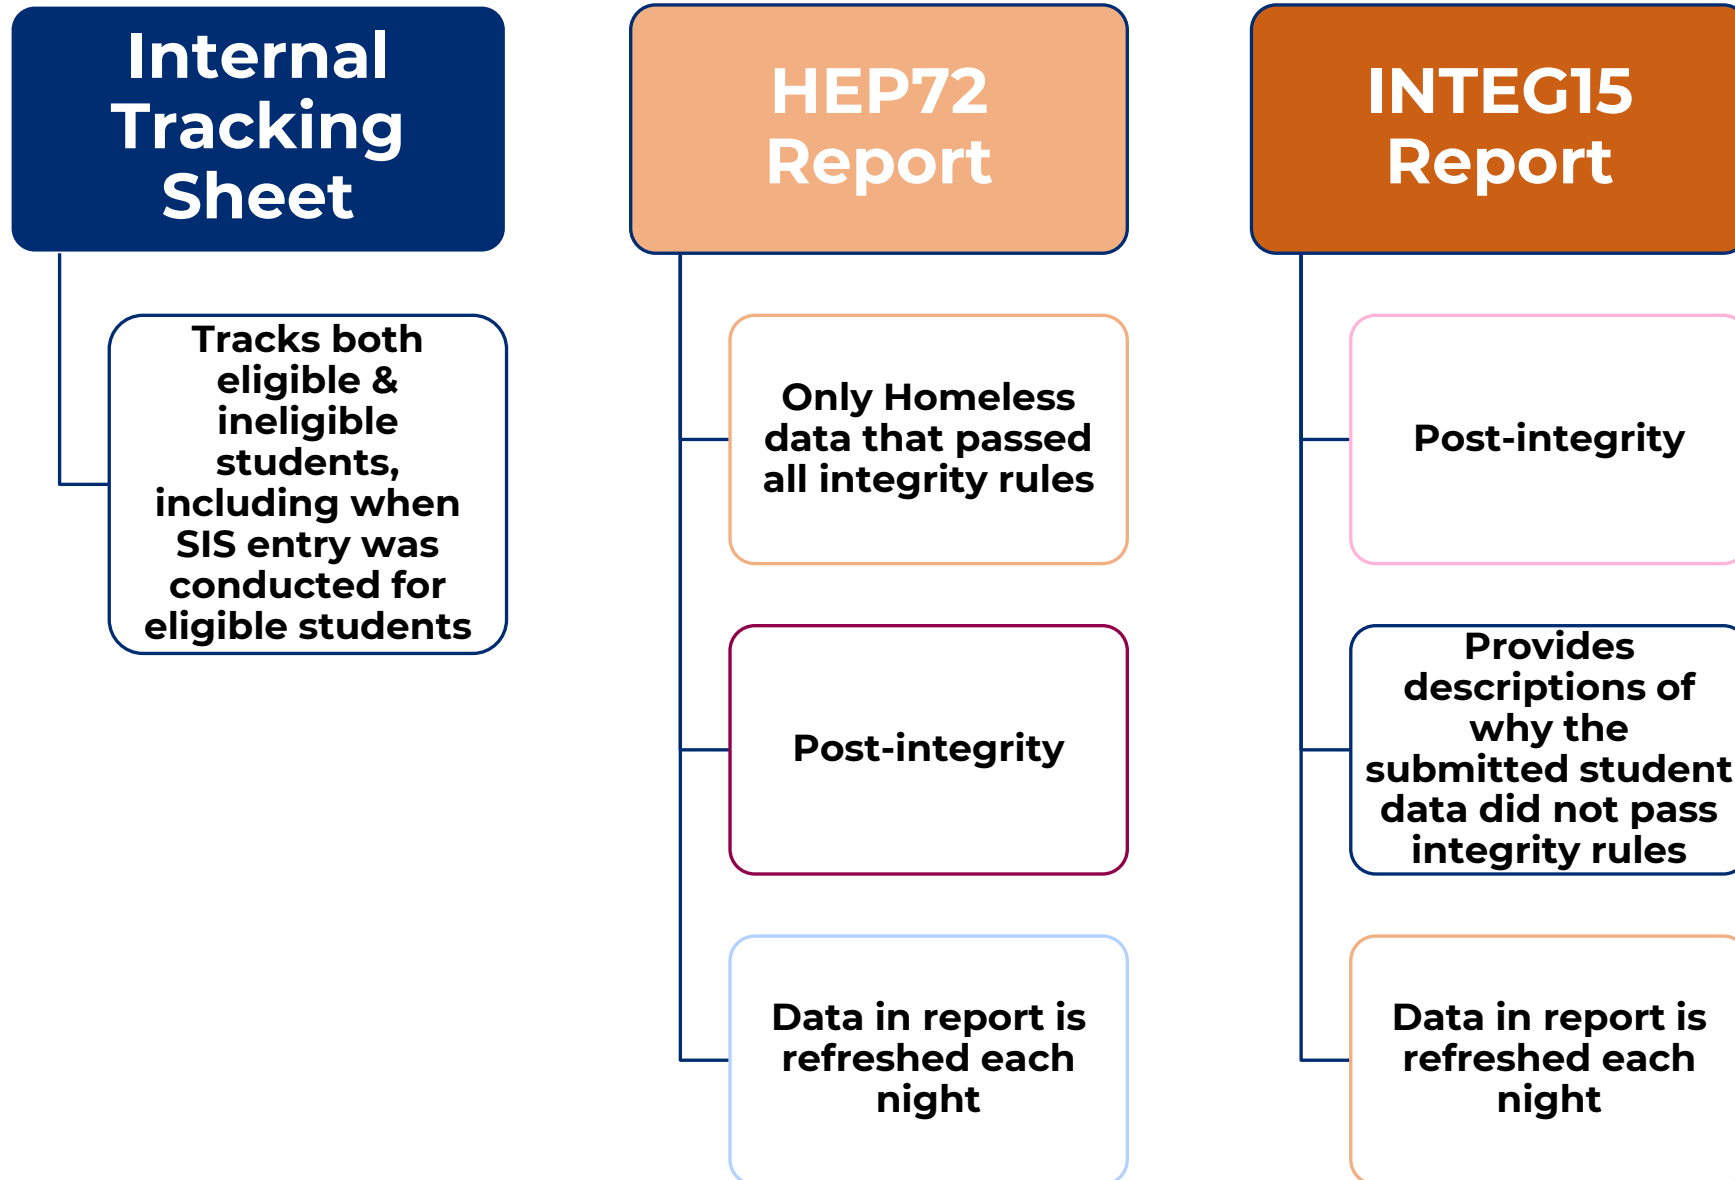 Internal
Tracking
Sheet
Tracks both
eligible &
ineligible
students,
including when
SIS entry was
conducted for
eligible students
HEP72
Report
Only Homeless
data that passed
all integrity rules
Post-integrity
Data in report is
refreshed each
night
INTEG15
Report
Post-integrity
Provides
descriptions of
why the
submitted student
data did not pass
integrity rules
Data in report is
refreshed each
night